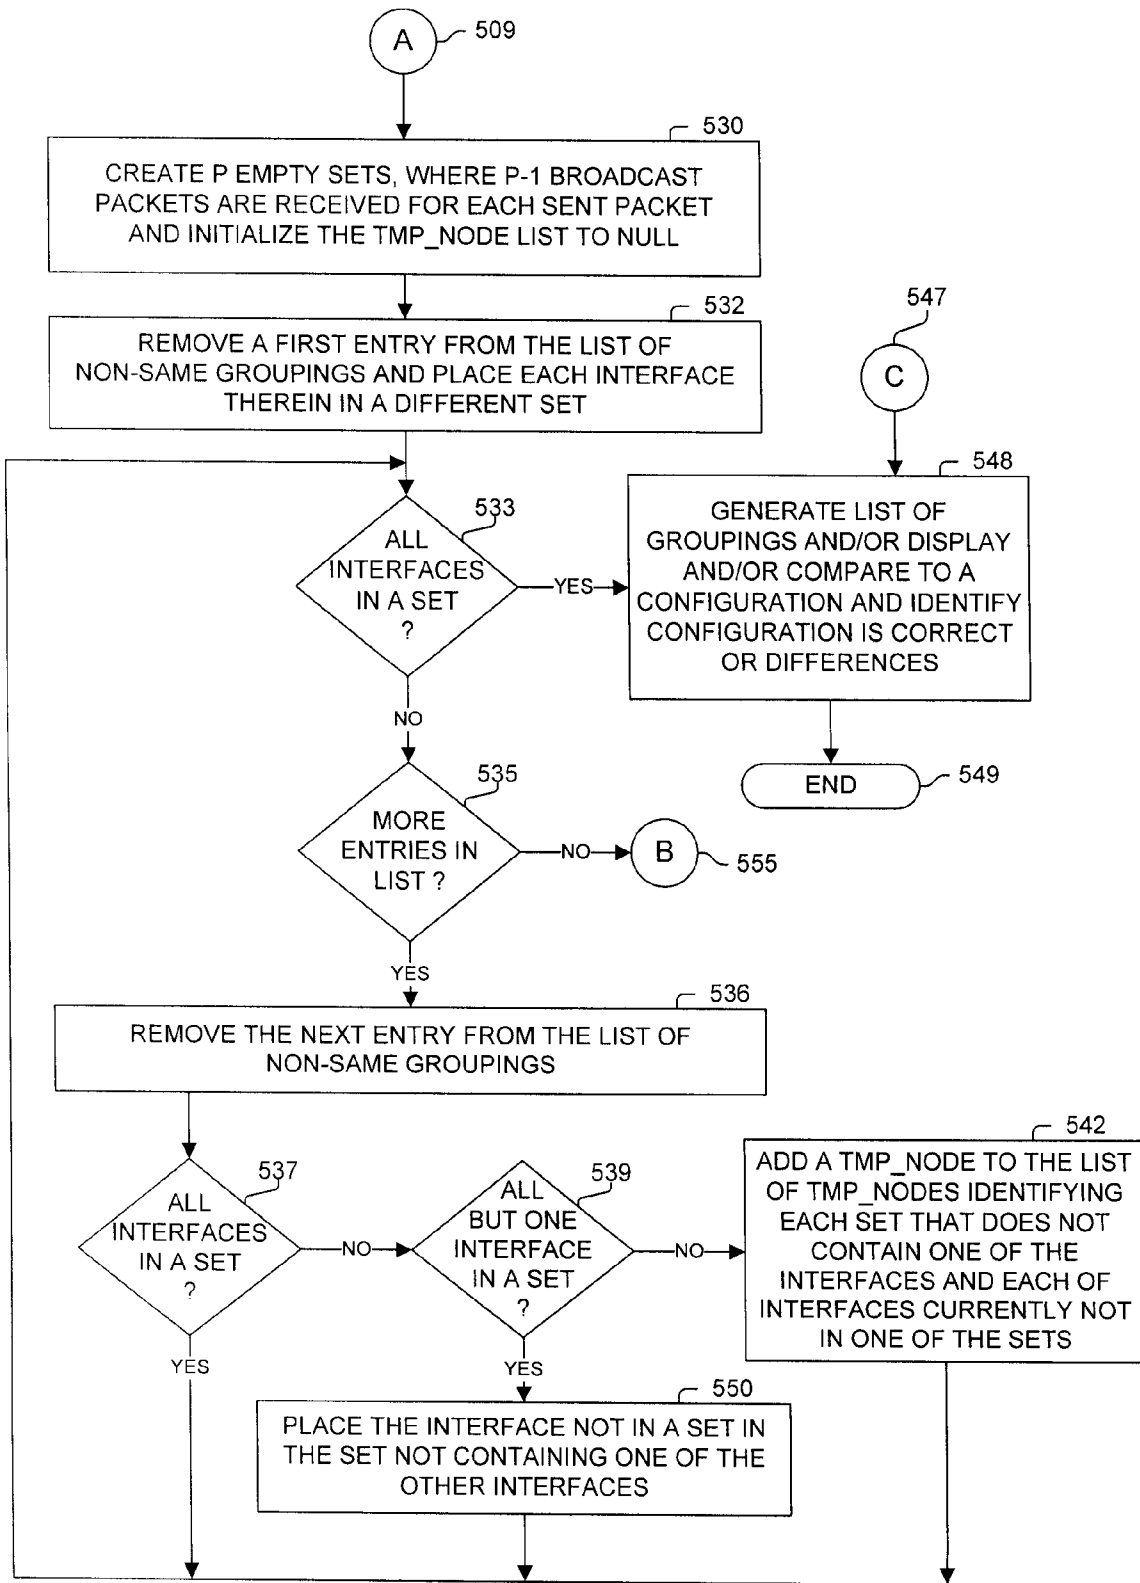 A
509
530
CREATE P EMPTY SETS, WHERE P-1 BROADCAST
PACKETS ARE RECEIVED FOR EACH SENT PACKET
AND INITIALIZE THE TMP_NODE LIST TO NULL
532
REMOVE A FIRST ENTRY FROM THE LIST OF
NON-SAME GROUPINGS AND PLACE EACH INTERFACE
THEREIN IN A DIFFERENT SET
547
C
533
ALL
INTERFACES
IN A SET
?
YES
548
GENERATE LIST OF
GROUPINGS AND/OR DISPLAY
AND/OR COMPARE TO A
CONFIGURATION AND IDENTIFY
CONFIGURATION IS CORRECT
OR DIFFERENCES
NO
END
549
535
MORE
ENTRIES IN
LIST ?
NO
B
555
YES
536
REMOVE THE NEXT ENTRY FROM THE LIST OF
NON-SAME GROUPINGS
537
ALL
INTERFACES
IN A SET
?
NO
539
ALL
BUT ONE
INTERFACE
IN A SET
?
NO
542
ADD A TMP_NODE TO THE LIST
OF TMP_NODES IDENTIFYING
EACH SET THAT DOES NOT
CONTAIN ONE OF THE
INTERFACES AND EACH OF
INTERFACES CURRENTLY NOT
IN ONE OF THE SETS
YES
YES
550
PLACE THE INTERFACE NOT IN A SET IN
THE SET NOT CONTAINING ONE OF THE
OTHER INTERFACES